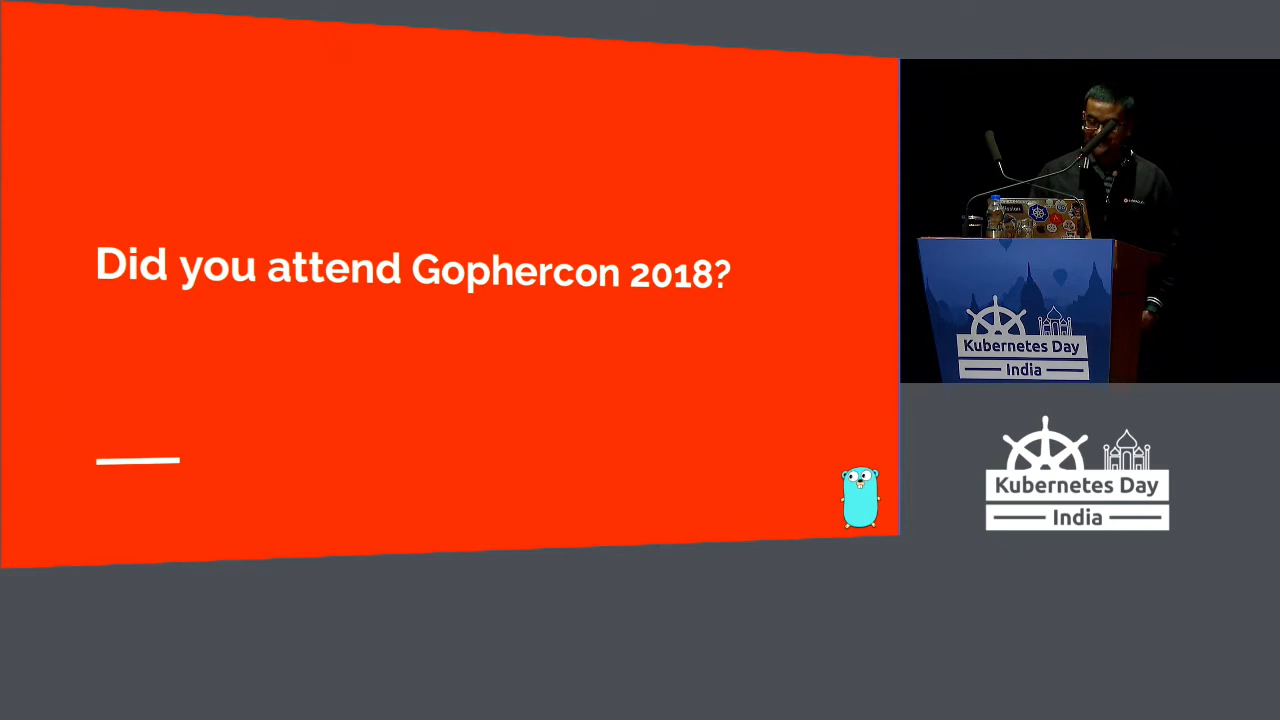 Did you attend Gophercon 2018?
Kubernetes Day
India
Kubernetes Day
India